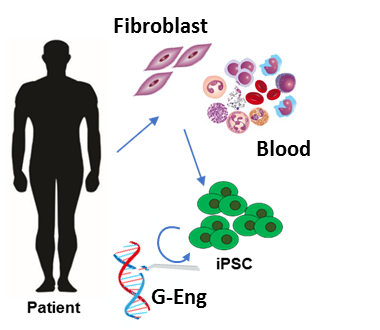 Fibroblast
Blood
iPSC
G-Eng
Patient